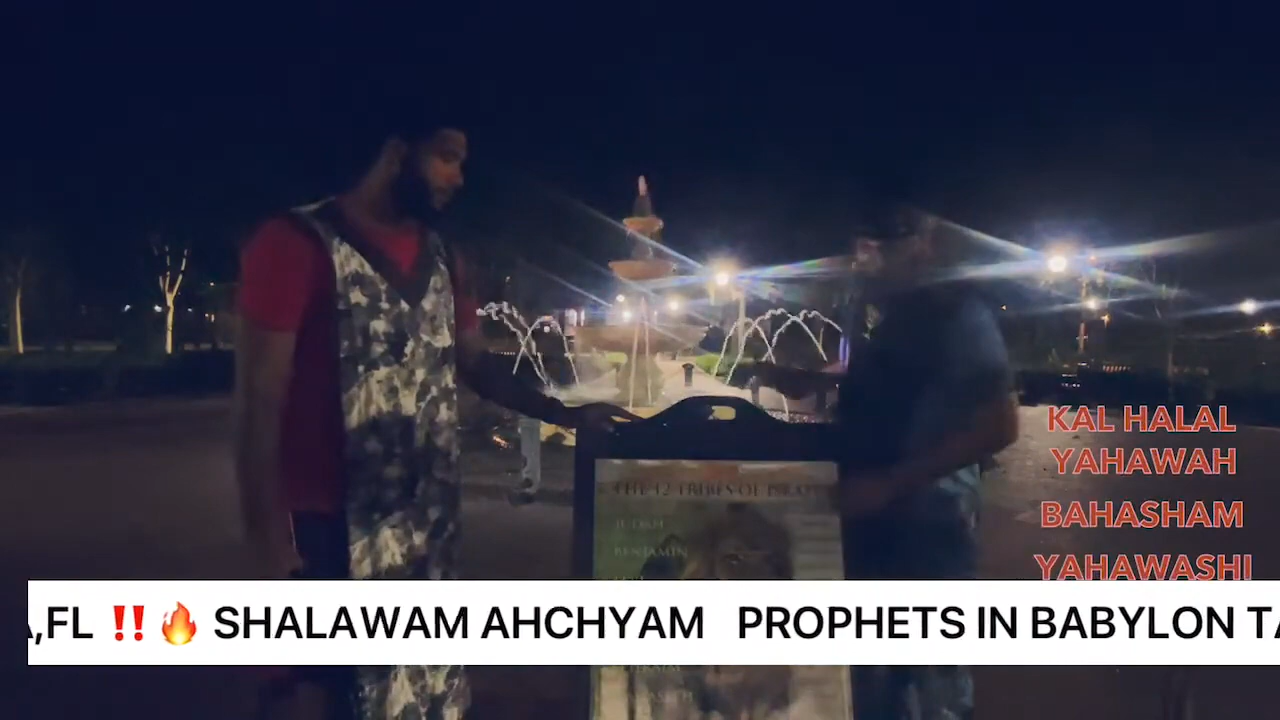 THE 12 TRIBES OF ISRAEL
JUDAH
BENJAMIN
KAL HALAL
YAHAWAH
BAHASHAM
YAHAWASHI
,FL ‼️🔥 SHALAWAM AHCHYAM PROPHETS IN BABYLON TA